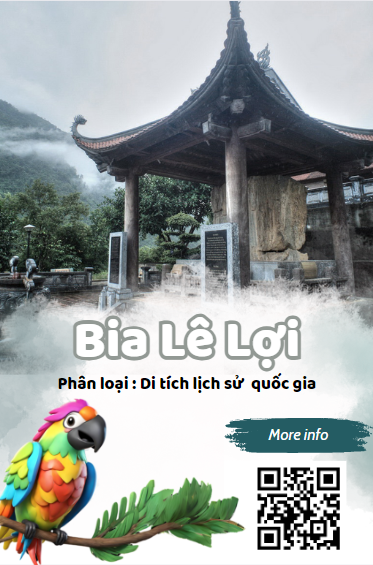 Bia Lê Lợi
Phân loại : Di tích lịch sử quốc gia
More info